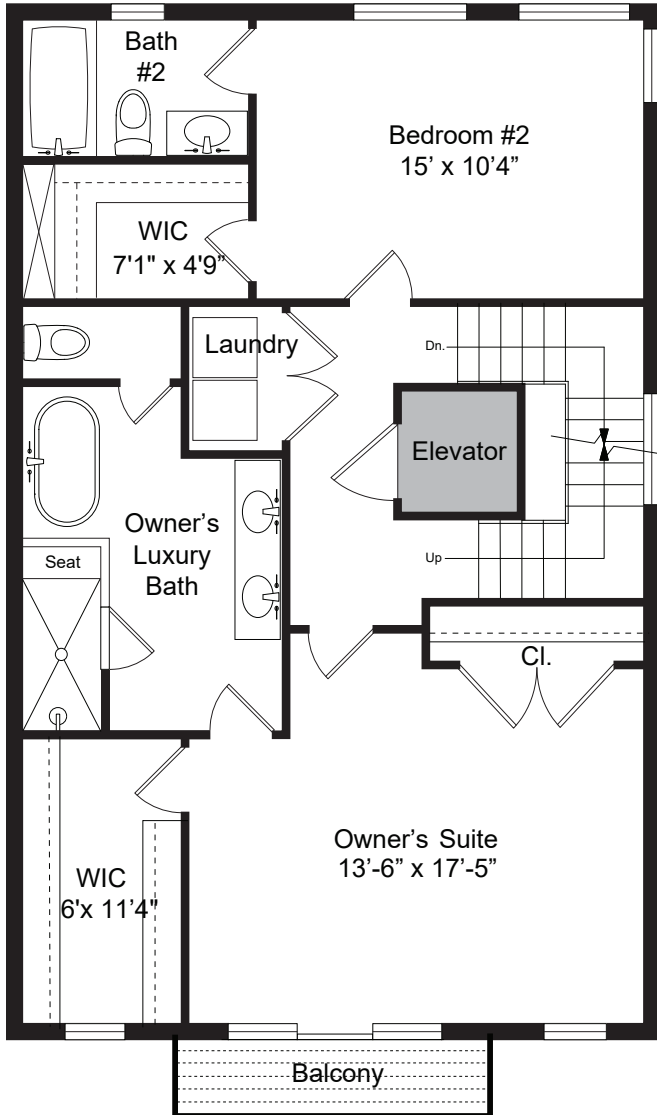 Bath
#2
Bedroom #2
15’ x 10’4”
WIC
7'1" x 4'9”
Laundry
Dn.
Elevator
Owner’s
Luxury
Bath
Seat
Up
Cl.
Owner’s Suite
13’-6” x 17’-5”
WIC
6'x 11'4"
Balcony